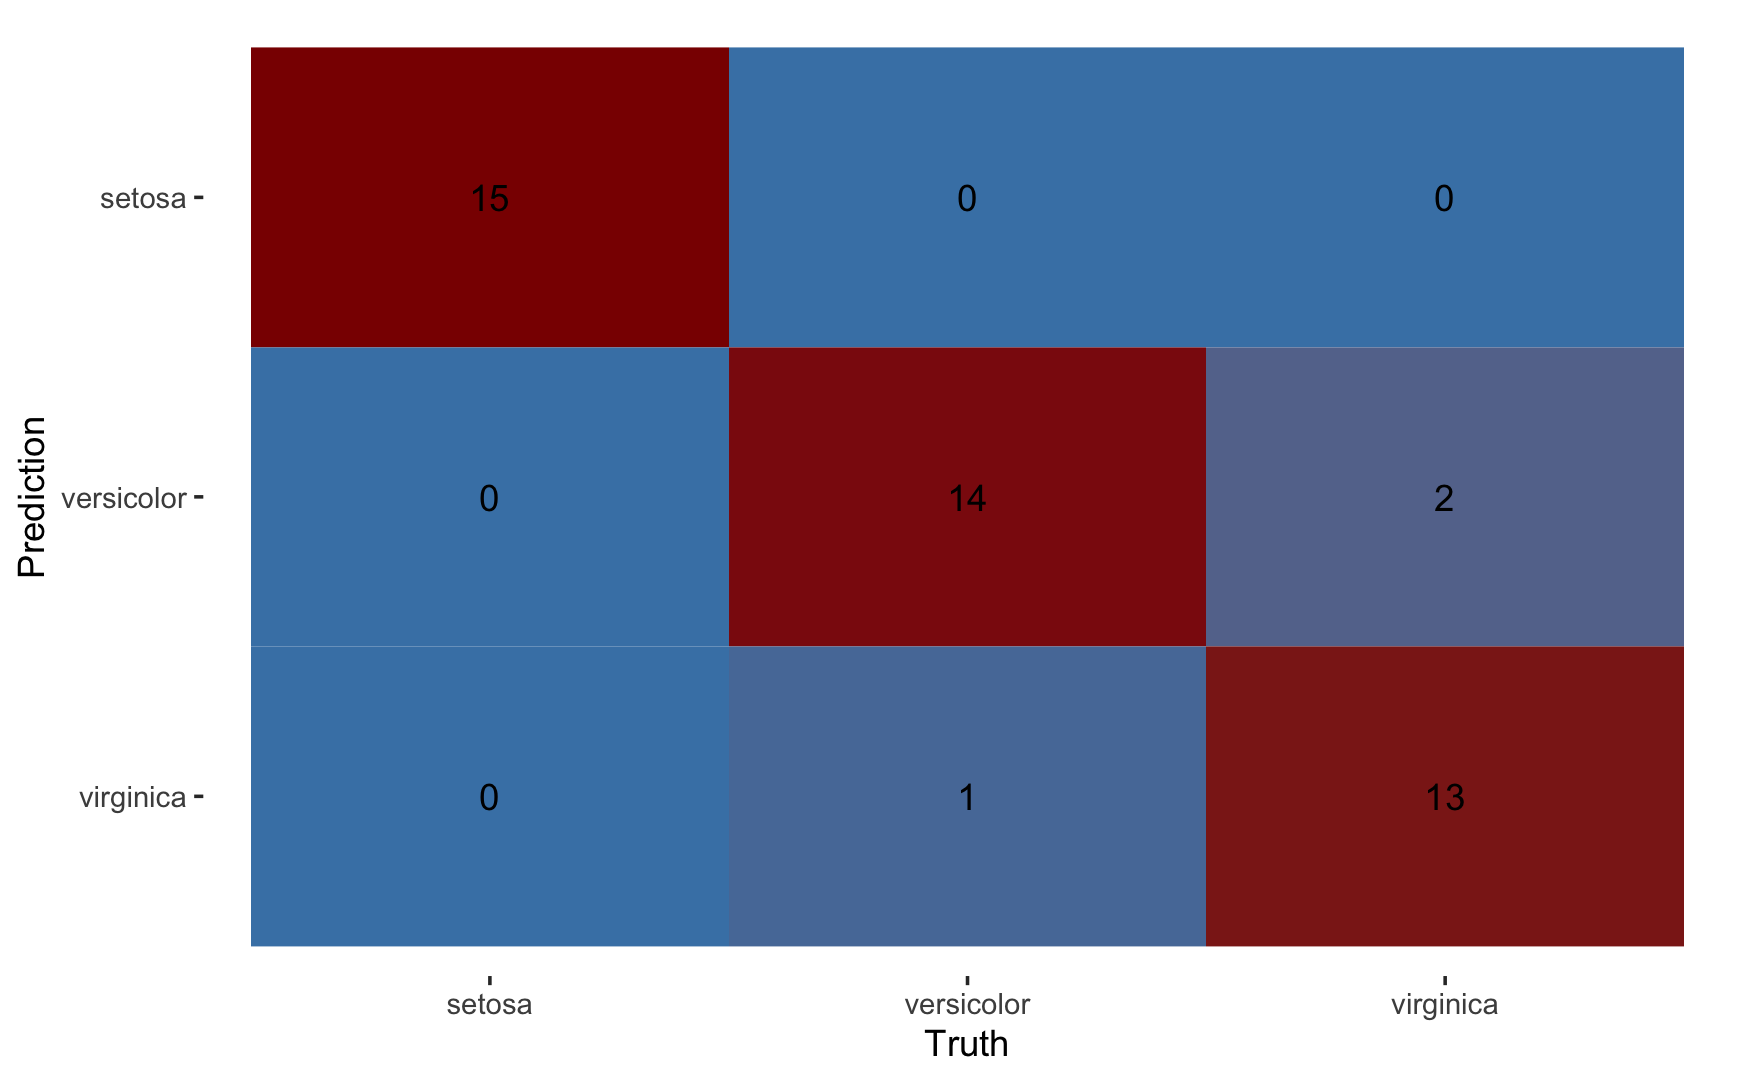 setosa 15 0 0
versicolor 0 14 2
virginica 0 1 13
Prediction
setosa versicolor virginica
Truth